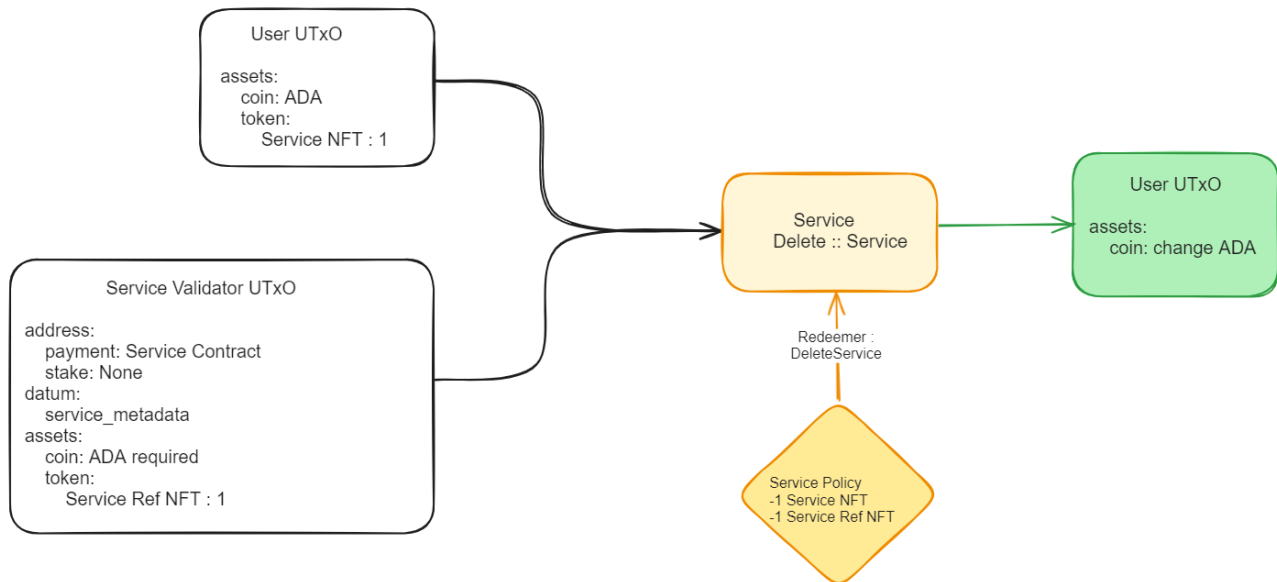 User UTxO
assets:
coin: ADA
token:
Service NFT : 1
Service Validator UTxO
address:
payment: Service Contract
stake: None
datum:
service_metadata
assets:
coin: ADA required
token:
Service Ref NFT : 1
Service
Delete :: Service
Redeemer :
DeleteService
Service Policy
-1 Service NFT
-1 Service Ref NFT
User UTxO
assets:
coin: change ADA